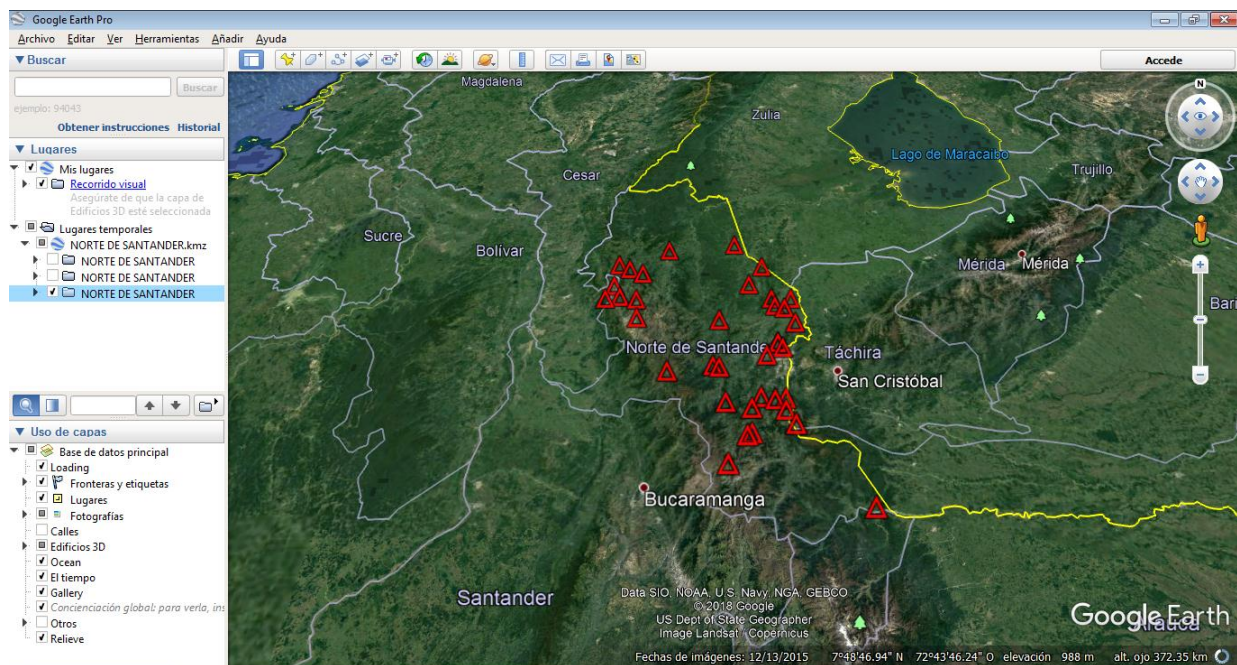 Google Earth Pro
Archivo Editar Ver Herramientas Añadir Ayuda
Buscar
Buscar
ejemplo: 94043
Obtener instrucciones Historial
Lugares
Mis lugares
Recorrido visual
Asegúrate de que la capa de
Edificios 3D esté seleccionada
Lugares temporales
NORTE DE SANTANDER.kmz
NORTE DE SANTANDER
NORTE DE SANTANDER
NORTE DE SANTANDER
Uso de capas
Base de datos principal
Loading
Fronteras y etiquetas
Lugares
Fotografías
Calles
Edificios 3D
Ocean
El tiempo
Gallery
Concienciación global: para verla, ins
Otros
Relieve
Accede
N
Magdalena
Zulia
Lago de Maracaibo
Trujillo
Cesar
Sucre
Bolívar
Mérida
Mérida
Bari
Norte de Santande
Táchira
San Cristóbal
Bucaramanga
Santander
Arauca
Data SIO, NOAA, U.S. Navy, NGA, GEBCO
© 2018 Google
US Dept of State Geographer
Image Landsat / Copernicus
Google Earth
Fechas de imágenes: 12/13/2015 7°48'46.94" N 72°43'46.24" O elevación 988 m alt. ojo 372.35 km